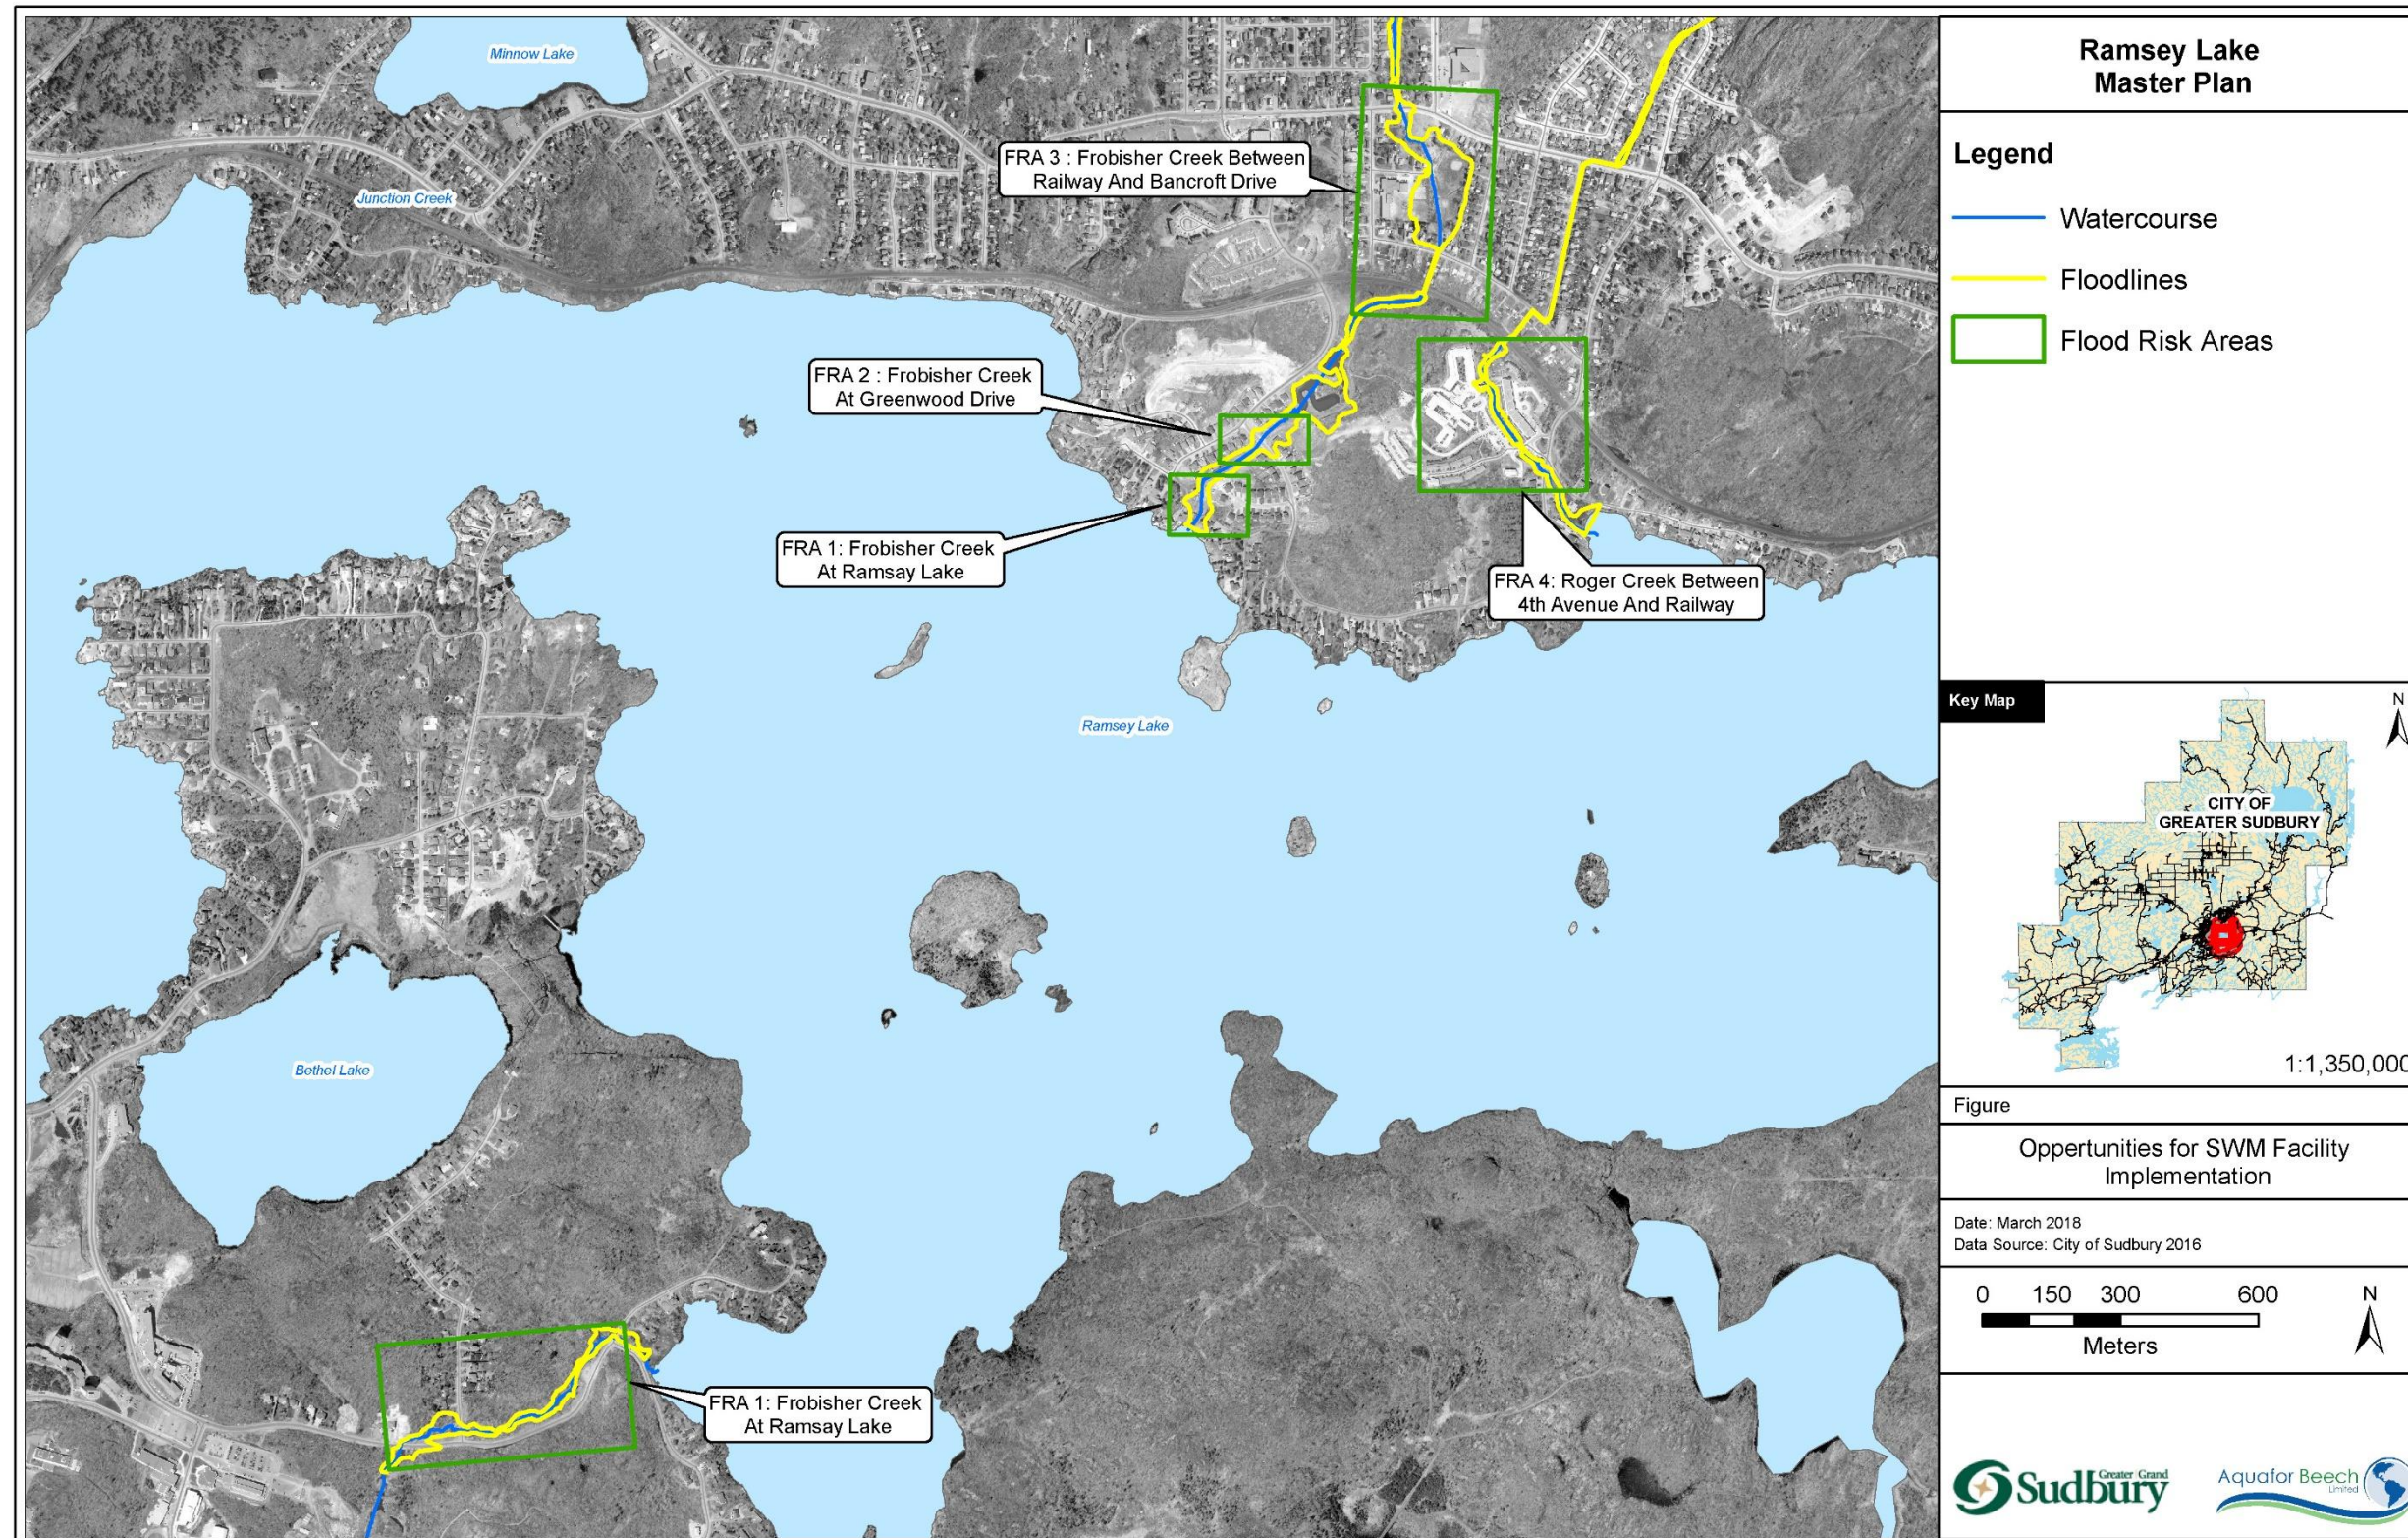 Minnow Lake
Junction Creek
FRA 3 : Frobisher Creek Between
Railway And Bancroft Drive
FRA 2 : Frobisher Creek
At Greenwood Drive
FRA 1: Frobisher Creek
At Ramsay Lake
FRA 4: Roger Creek Between
4th Avenue And Railway
Ramsey Lake
Bethel Lake
FRA 1: Frobisher Creek
At Ramsay Lake
Ramsey Lake
Master Plan
Legend
Watercourse
Floodlines
Flood Risk Areas
Key Map
N
CITY OF
GREATER SUDBURY
1:1,350,000
Figure
Oppertunities for SWM Facility
Implementation
Date: March 2018
Data Source: City of Sudbury 2016
0 150 300 600
Meters
N
Sudbury
Greater Grand
Aquafor Beech
Limited